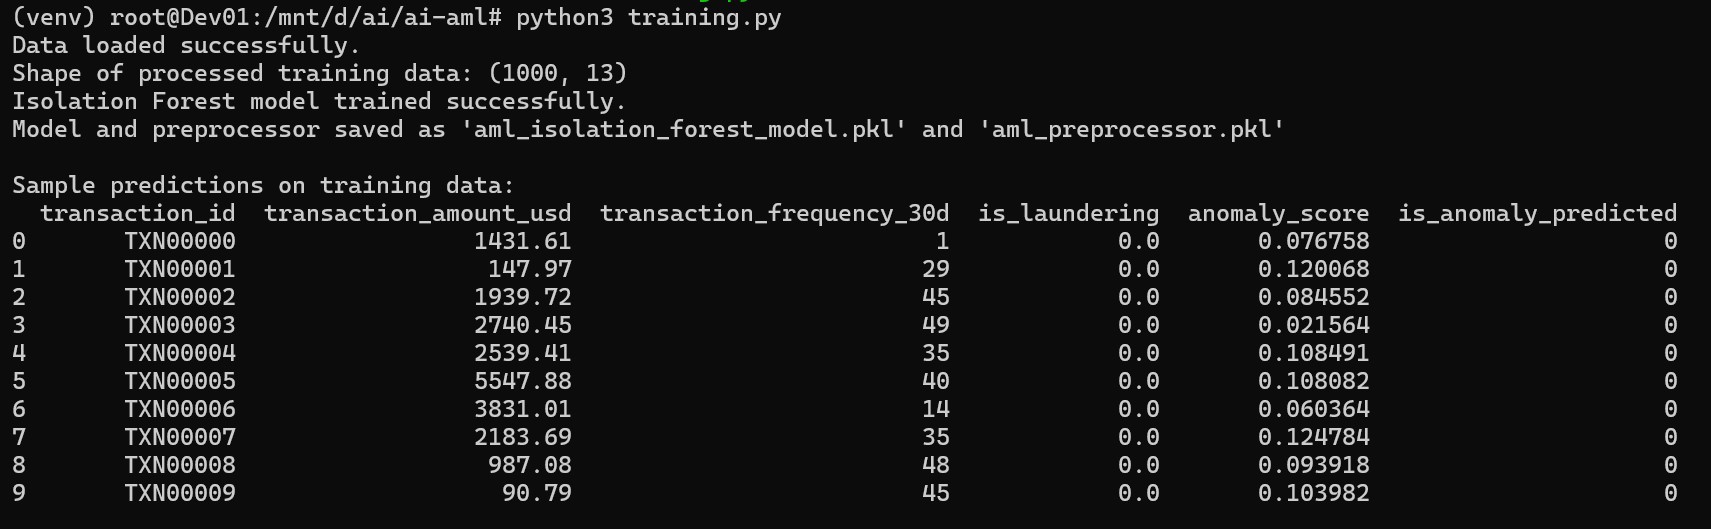 (venv) root@Dev01:/mnt/d/ai/ai-aml# python3 training.py
Data loaded successfully.
Shape of processed training data: (1000, 13)
Isolation Forest model trained successfully.
Model and preprocessor saved as 'aml_isolation_forest_model.pkl' and 'aml_preprocessor.pkl'
Sample predictions on training data:
  transaction_id  transaction_amount_usd  transaction_frequency_30d  is_laundering  anomaly_score  is_anomaly_predicted
0       TXN00000                 1431.61                          1            0.0       0.076758                     0
1       TXN00001                  147.97                         29            0.0       0.120068                     0
2       TXN00002                 1939.72                         45            0.0       0.084552                     0
3       TXN00003                 2740.45                         49            0.0       0.021564                     0
4       TXN00004                 2539.41                         35            0.0       0.108491                     0
5       TXN00005                 5547.88                         40            0.0       0.108082                     0
6       TXN00006                 3831.01                         14            0.0       0.060364                     0
7       TXN00007                 2183.69                         35            0.0       0.124784                     0
8       TXN00008                  987.08                         48            0.0       0.093918                     0
9       TXN00009                   90.79                         45            0.0       0.103982                     0